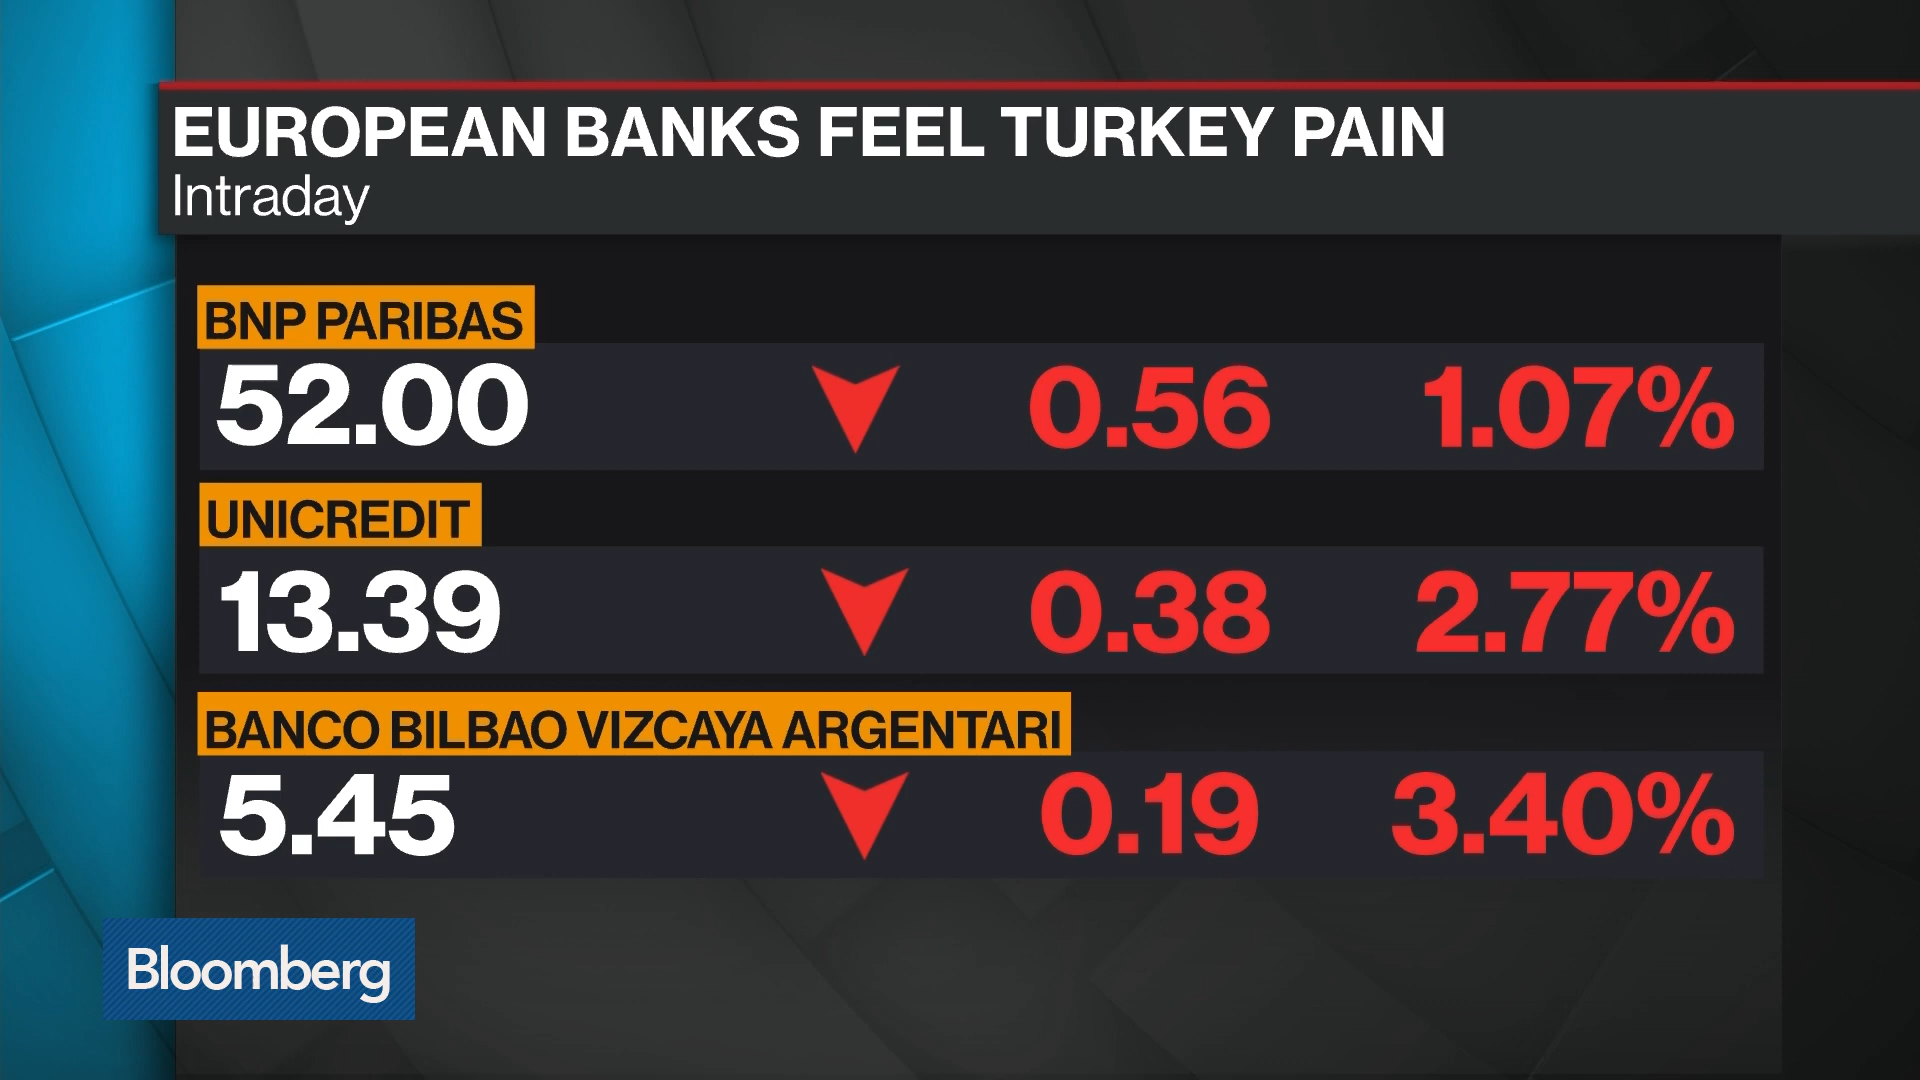 EUROPEAN BANKS FEEL TURKEY PAIN
Intraday
BNP PARIBAS
52.00 0.56 1.07%
UNICREDIT
13.39 0.38 2.77%
BANCO BILBAO VIZCAYA ARGENTARI
5.45 0.19 3.40%
Bloomberg